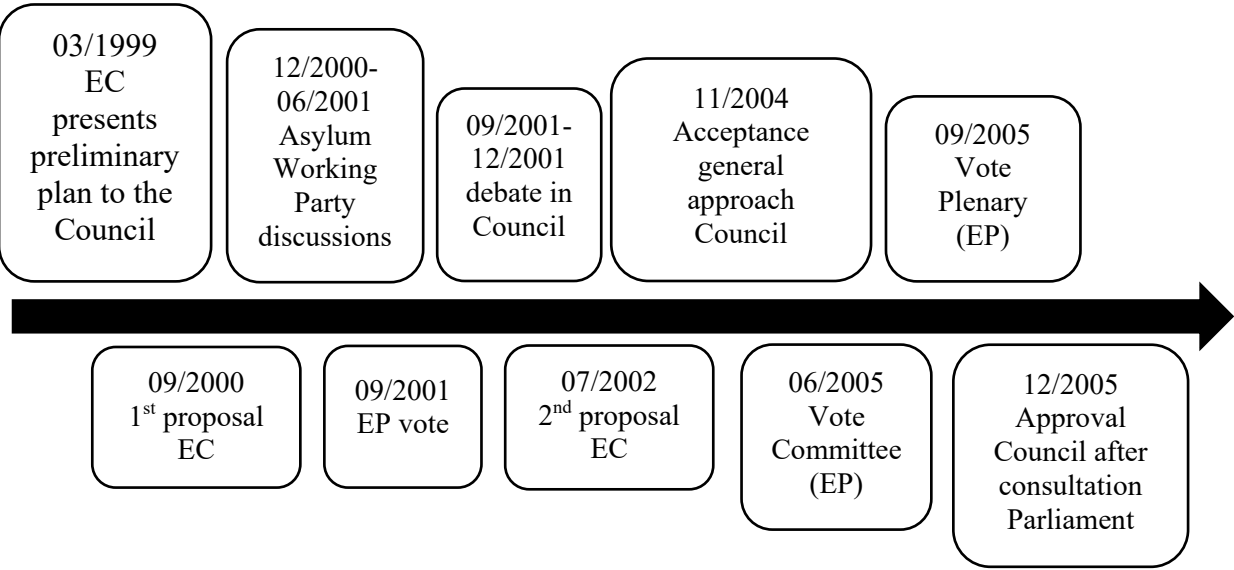 03/1999
EC
presents
preliminary
plan to the
Council
12/2000-
06/2001
Asylum
Working
Party
discussions
09/2001-
12/2001
debate in
Council
11/2004
Acceptance
general
approach
Council
09/2005
Vote
Plenary
(EP)
09/2000
1st proposal
EC
09/2001
EP vote
07/2002
2nd proposal
EC
06/2005
Vote
Committee
(EP)
12/2005
Approval
Council after
consultation
Parliament